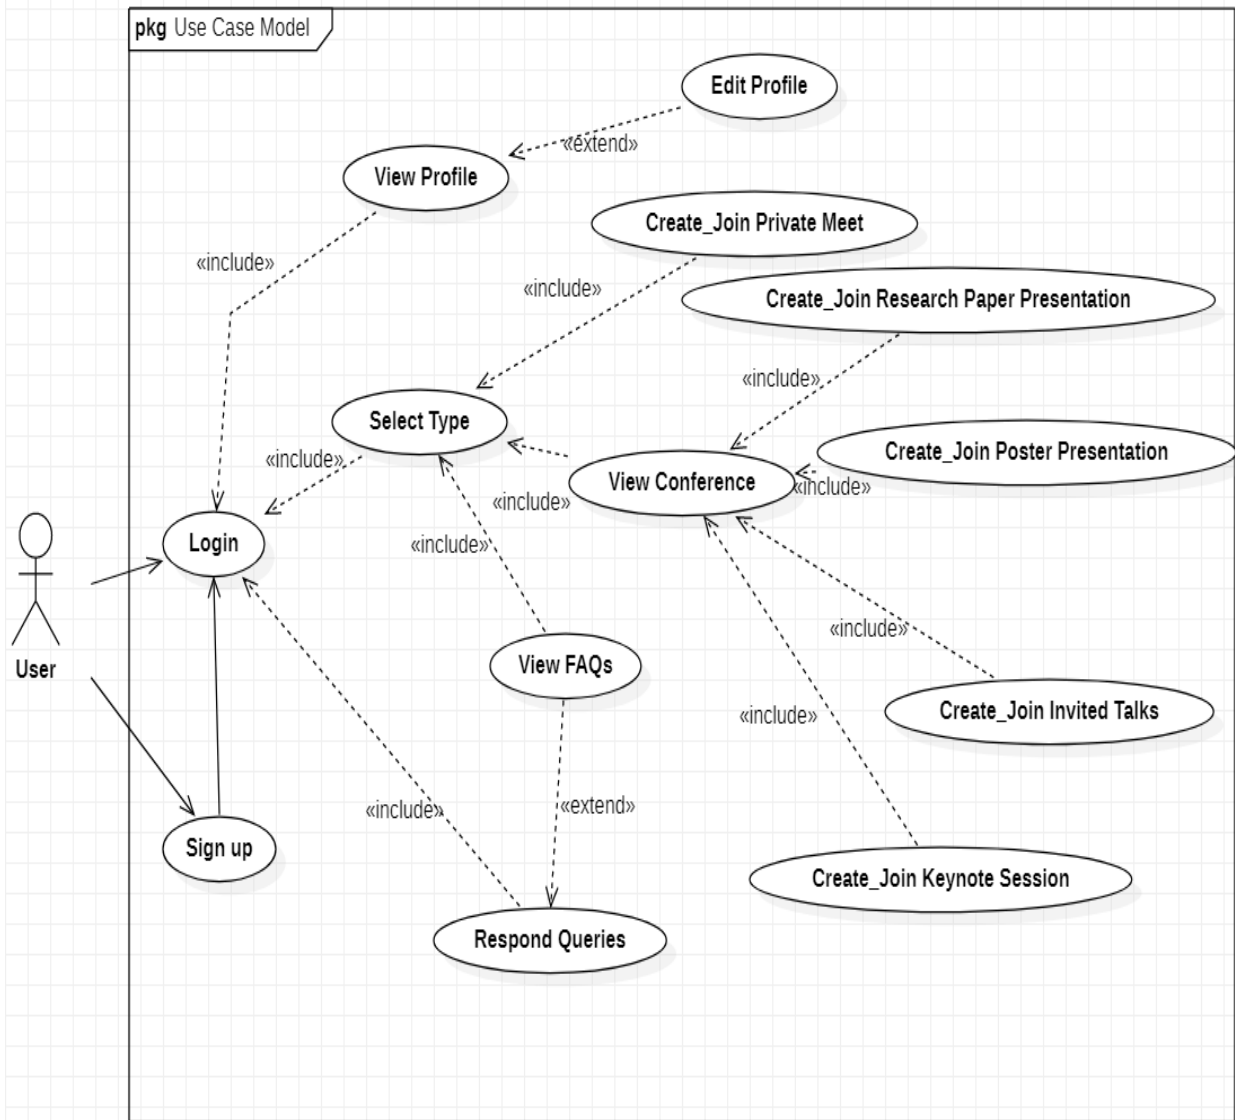 pkg Use Case Model
Edit Profile
«extend»
View Profile
Create_Join Private Meet
«include»
«include»
Create_Join Research Paper Presentation
«include»
Select Type
Create_Join Poster Presentation
«include»
View Conference
«include»
«include»
Login
«include»
User
View FAQs
«include»
Create_Join Invited Talks
«include»
«include»
«extend»
Sign up
Create_Join Keynote Session
Respond Queries